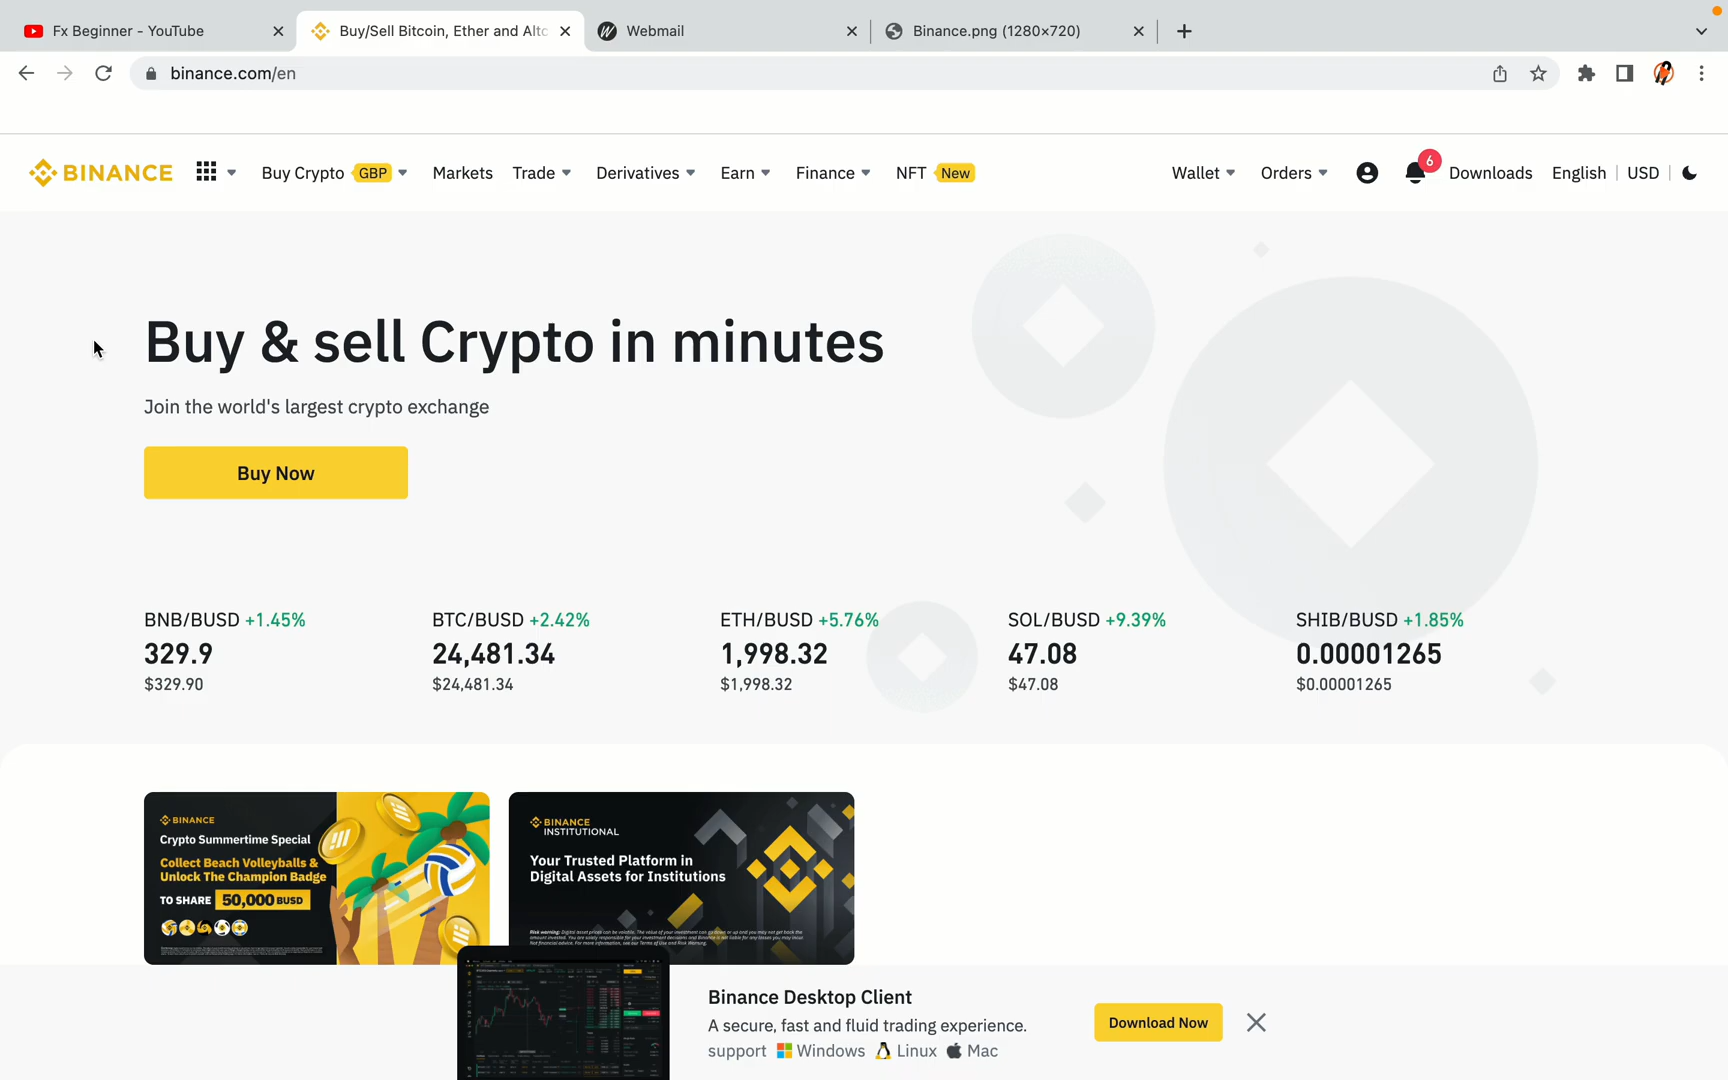 Fx Beginner - YouTube
Buy/Sell Bitcoin, Ether and Altc
Webmail
Binance.png (1280×720)
binance.com/en
BINANCE
Buy Crypto GBP
Markets
Trade
Derivatives
Earn
Finance
NFT New
Wallet
Orders
6
Downloads
English
USD
Buy & sell Crypto in minutes
Join the world's largest crypto exchange
Buy Now
BNB/BUSD +1.45%
329.9
$329.90
BTC/BUSD +2.42%
24,481.34
$24,481.34
ETH/BUSD +5.76%
1,998.32
$1,998.32
SOL/BUSD +9.39%
47.08
$47.08
SHIB/BUSD +1.85%
0.00001265
$0.00001265
BINANCE
Crypto Summertime Special
Collect Beach Volleyballs &
Unlock The Champion Badge
TO SHARE 50,000 BUSD
BINANCE
INSTITUTIONAL
Your Trusted Platform in
Digital Assets for Institutions
Binance Desktop Client
A secure, fast and fluid trading experience.
support Windows Linux Mac
Download Now